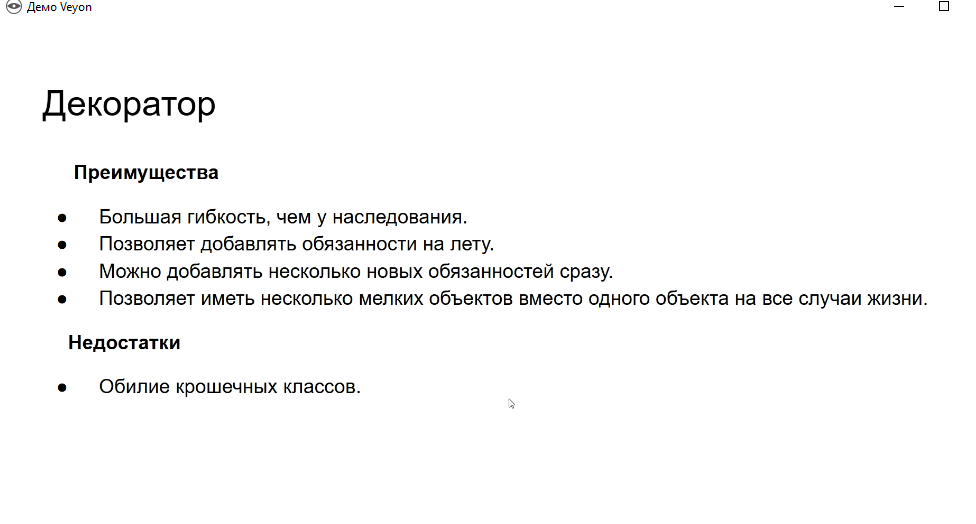 Демо Veyon
Декоратор
Преимущества
● Большая гибкость, чем у наследования.
● Позволяет добавлять обязанности на лету.
● Можно добавлять несколько новых обязанностей сразу.
● Позволяет иметь несколько мелких объектов вместо одного объекта на все случаи жизни.
Недостатки
● Обилие крошечных классов.